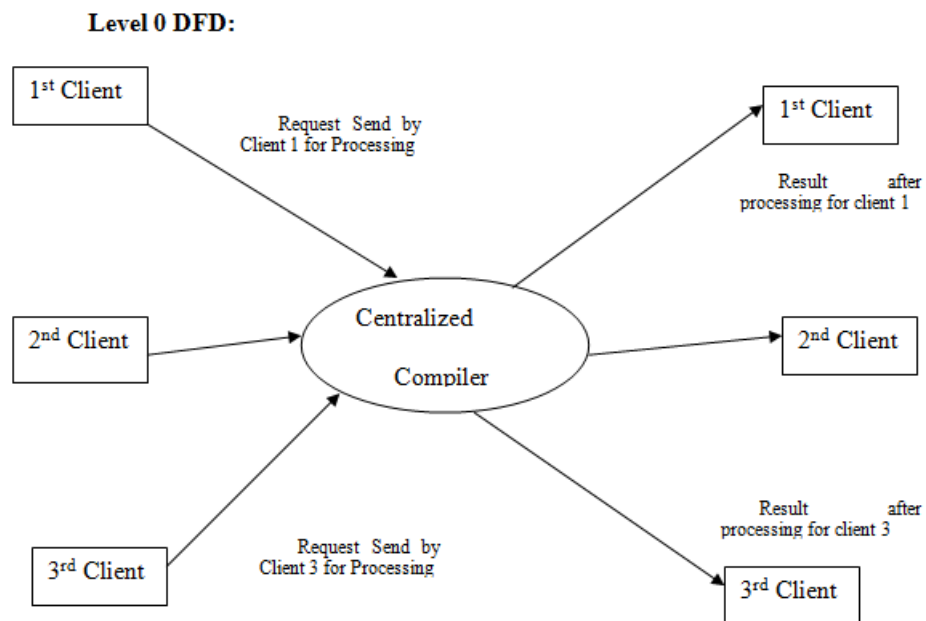 Level 0 DFD:
1st Client
Request Send by
Client 1 for Processing
1st Client
Result after
processing for client 1
Centralized
Compiler
2nd Client
2nd Client
Result after
processing for client 3
Request Send by
Client 3 for Processing
3rd Client
3rd Client